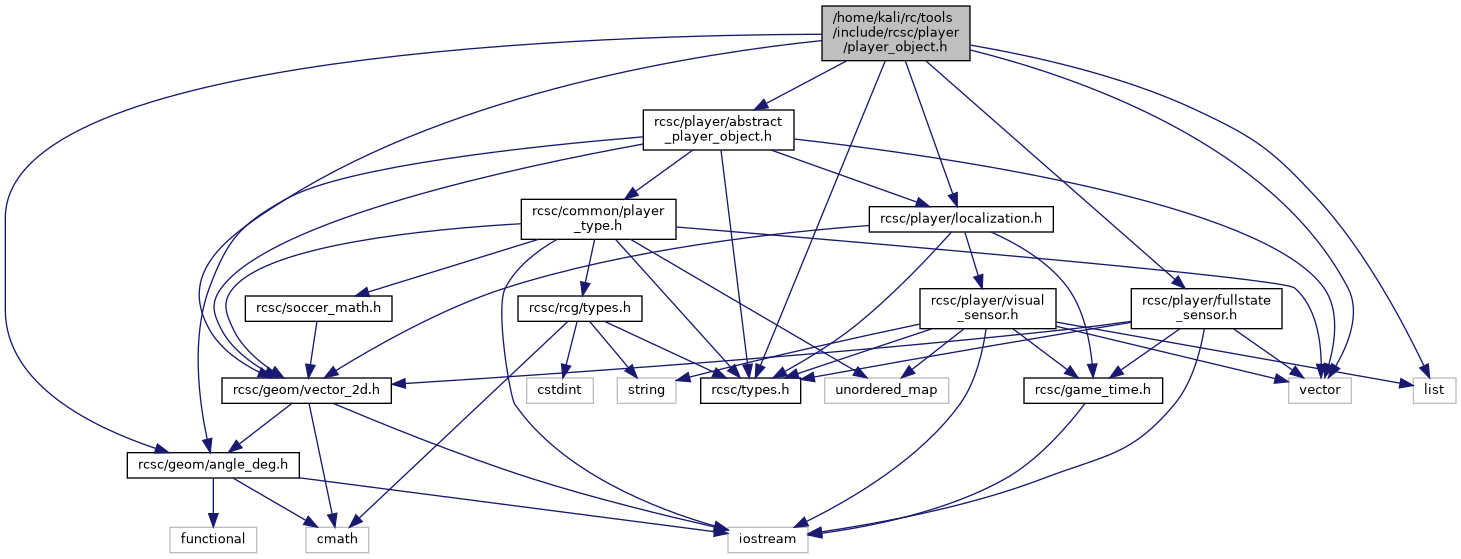 /home/kali/rc/tools
/include/rcsc/player
/player_object.h
rcsc/player/abstract
_player_object.h
rcsc/common/player
_type.h
rcsc/player/localization.h
rcsc/soccer_math.h
rcsc/rcg/types.h
rcsc/player/visual
_sensor.h
rcsc/player/fullstate
_sensor.h
rcsc/geom/vector_2d.h
cstdint
string
rcsc/types.h
unordered_map
rcsc/game_time.h
vector
list
rcsc/geom/angle_deg.h
functional
cmath
iostream